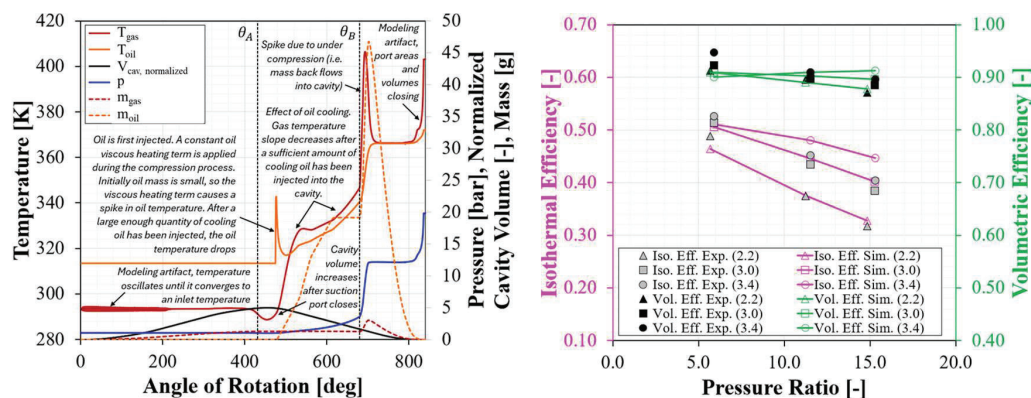 420
400
380
360
340
320
300
280
Temperature [K]
T_gas
T_oil
V_cav, normalized
p
m_gas
m_oil
θ_A
θ_B
Spike due to under
compression (i.e.
mass back flows
into cavity)
Modeling
artifact,
port areas
and
volumes
closing
Effect of oil cooling.
Gas temperature
slope decreases after
a sufficient amount of
cooling oil has been
injected into the
cavity.
Oil is first injected. A constant oil
viscous heating term is applied
during the compression process.
Initially oil mass is small, so the
viscous heating term causes a
spike in oil temperature. After a
large enough quantity of cooling
oil has been injected, the oil
temperature drops
Modeling artifact, temperature
oscillates until it converges to
an inlet temperature
Cavity
volume
increases
after suction
port closes
50
45
40
35
30
25
20
15
10
5
0
Pressure [bar], Normalized
Cavity Volume [-], Mass [g]
0 200 400 600 800
Angle of Rotation [deg]
0.70
0.60
0.50
0.40
0.30
0.20
0.10
Isothermal Efficiency [-]
1.00
0.90
0.80
0.70
0.60
0.50
0.40
Volumetric Efficiency [-]
Iso. Eff. Exp. (2.2)
Iso. Eff. Exp. (3.0)
Iso. Eff. Exp. (3.4)
Vol. Eff. Exp. (2.2)
Vol. Eff. Exp. (3.0)
Vol. Eff. Exp. (3.4)
Iso. Eff. Sim. (2.2)
Iso. Eff. Sim. (3.0)
Iso. Eff. Sim. (3.4)
Vol. Eff. Sim. (2.2)
Vol. Eff. Sim. (3.0)
Vol. Eff. Sim. (3.4)
0.0 5.0 10.0 15.0 20.0
Pressure Ratio [-]